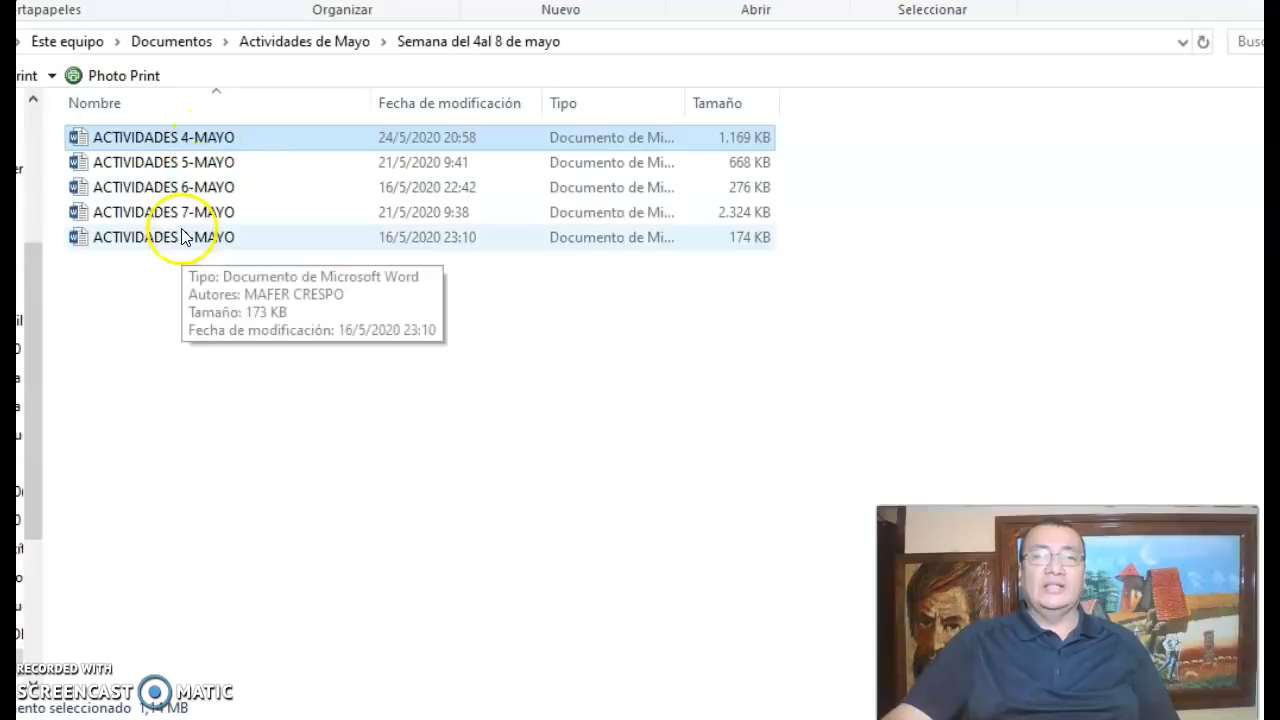 rtapapeles Organizar Nuevo Abrir Seleccionar
Este equipo > Documentos > Actividades de Mayo > Semana del 4al 8 de mayo Bus
rint Photo Print
Nombre Fecha de modificación Tipo Tamaño
ACTIVIDADES 4-MAYO 24/5/2020 20:58 Documento de Mi... 1.169 KB
ACTIVIDADES 5-MAYO 21/5/2020 9:41 Documento de Mi... 668 KB
ACTIVIDADES 6-MAYO 16/5/2020 22:42 Documento de Mi... 276 KB
ACTIVIDADES 7-MAYO 21/5/2020 9:38 Documento de Mi... 2.324 KB
ACTIVIDADES -MAYO 16/5/2020 23:10 Documento de Mi... 174 KB
Tipo: Documento de Microsoft Word
Autores: MAFER CRESPO
Tamaño: 173 KB
Fecha de modificación: 16/5/2020 23:10
RECORDED WITH
SCREENCAST MATIC
ento seleccionado 1,14 MB